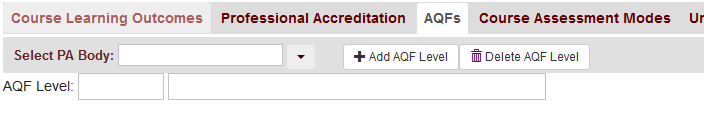 Course Learning Outcomes Professional Accreditation AQFs Course Assessment Modes
Select PA Body: Add AQF Level Delete AQF Level
AQF Level: